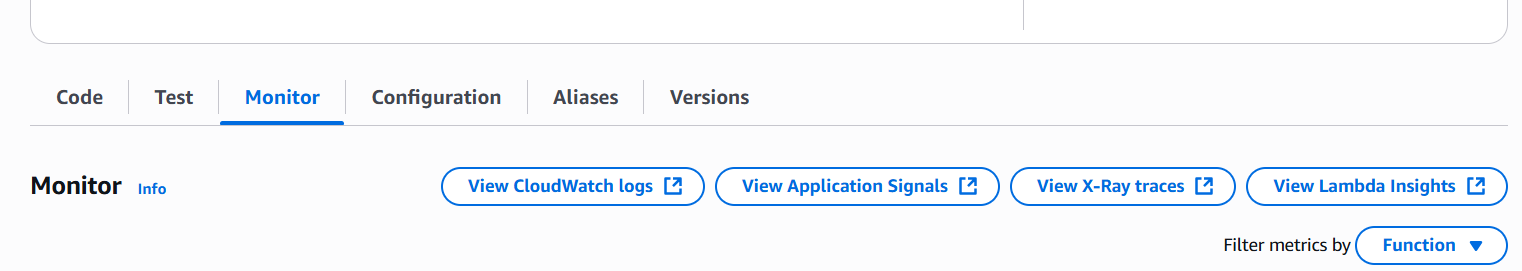 Code Test Monitor Configuration Aliases Versions
Monitor Info View CloudWatch logs View Application Signals View X-Ray traces View Lambda Insights
Filter metrics by Function